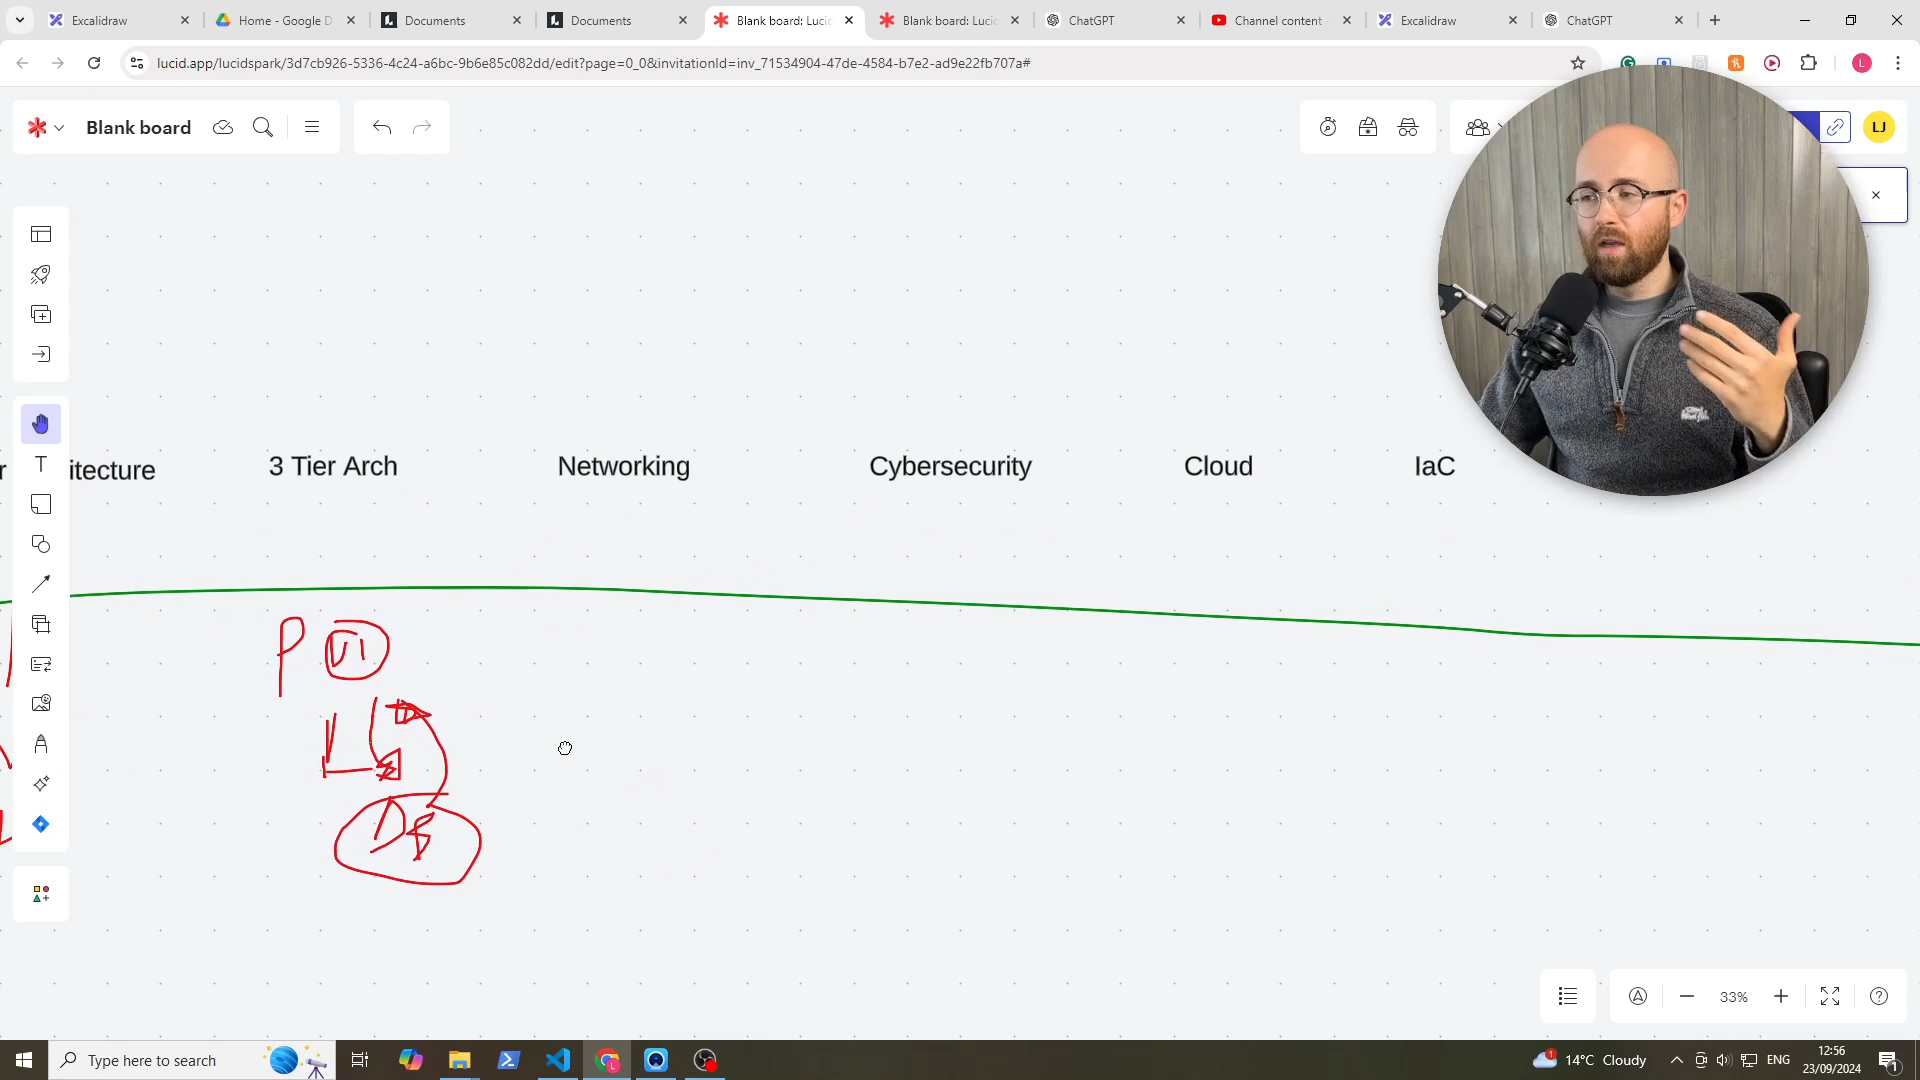 Excalidraw
Home - Google D
Documents
Documents
Blank board: Lucid
Blank board: Lucid
ChatGPT
Channel content
Excalidraw
ChatGPT
lucid.app/lucidspark/3d7cb926-5336-4c24-a6bc-9b6e85c082dd/edit?page=0_0&invitationId=inv_71534904-47de-4584-b7e2-ad9e22fb707a#
L
Blank board
LJ
r
itecture
3 Tier Arch
Networking
Cybersecurity
Cloud
IaC
P UI
L
DB
33%
Type here to search
1
14°C Cloudy
ENG
12:56
23/09/2024
1